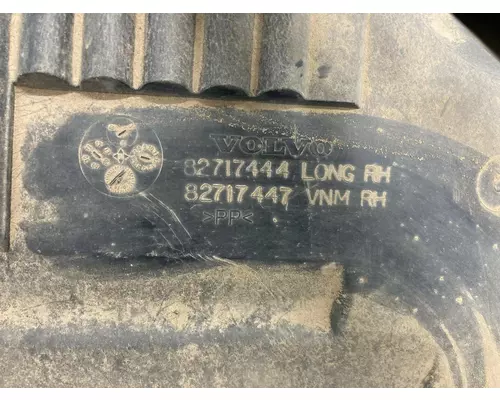 VOLVO
82717444 LONG RH
82717447 VNM RH
>PP<